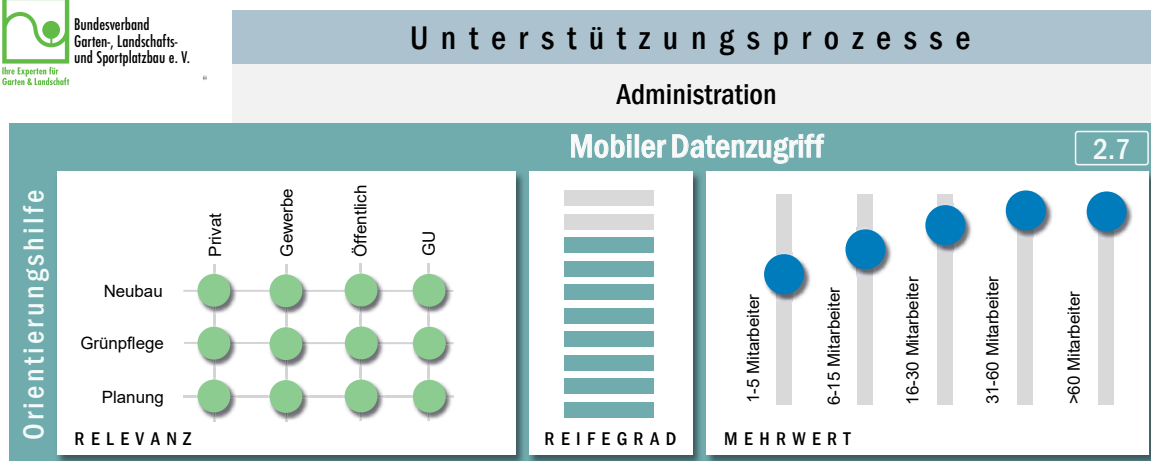 Bundesverband
Garten-, Landschafts-
und Sportplatzbau e. V.
Ihre Experten für
Garten & Landschaft
“
Unterstützungsprozesse
Administration
Mobiler Datenzugriff
2.7
Orientierungshilfe
Privat
Gewerbe
Öffentlich
GU
Neubau
Grünpflege
Planung
RELEVANZ
REIFEGRAD
1-5 Mitarbeiter
6-15 Mitarbeiter
16-30 Mitarbeiter
31-60 Mitarbeiter
>60 Mitarbeiter
MEHRWERT